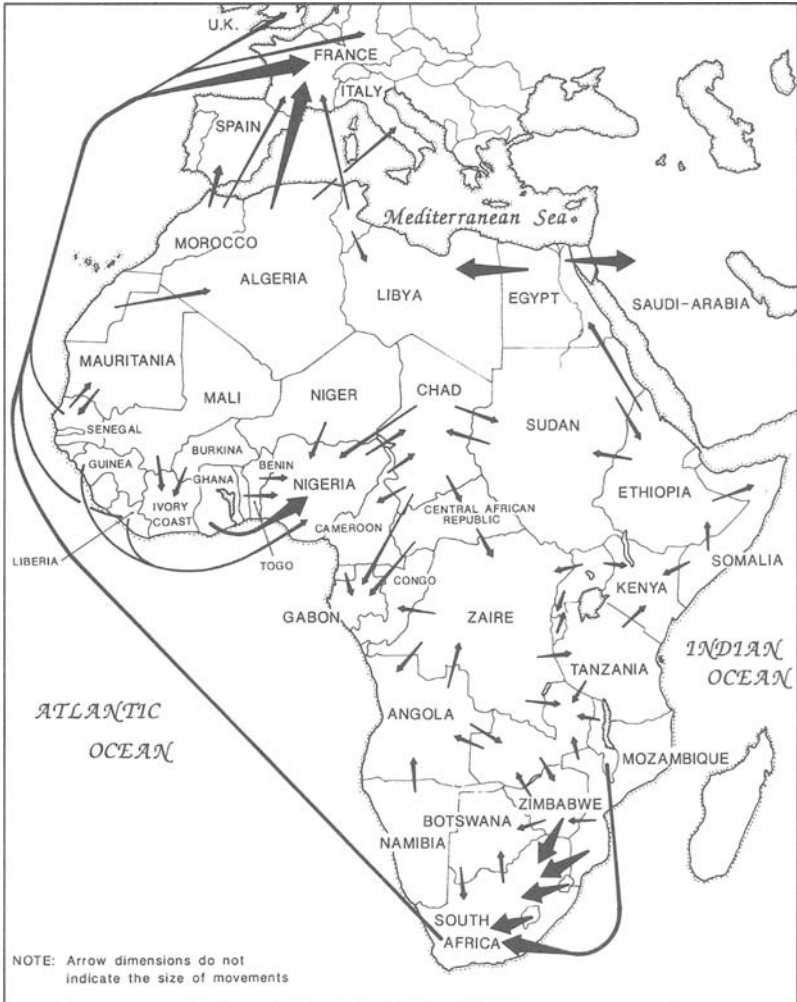 U.K.
FRANCE
ITALY
SPAIN
Mediterranean Sea
MOROCCO
ALGERIA
LIBYA
EGYPT
SAUDI-ARABIA
MAURITANIA
MALI
NIGER
CHAD
SUDAN
SENEGAL
BURKINA
GUINEA
GHANA
BENIN
NIGERIA
ETHIOPIA
IVORY
COAST
CENTRAL AFRICAN
REPUBLIC
CAMEROON
LIBERIA
TOGO
SOMALIA
CONGO
KENYA
GABON
ZAIRE
INDIAN
OCEAN
TANZANIA
ATLANTIC
OCEAN
ANGOLA
MOZAMBIQUE
ZIMBABWE
BOTSWANA
NAMIBIA
SOUTH
AFRICA
NOTE: Arrow dimensions do not
indicate the size of movements